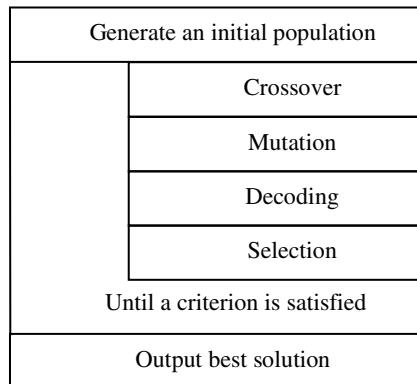 Generate an initial population
Crossover
Mutation
Decoding
Selection
Until a criterion is satisfied
Output best solution